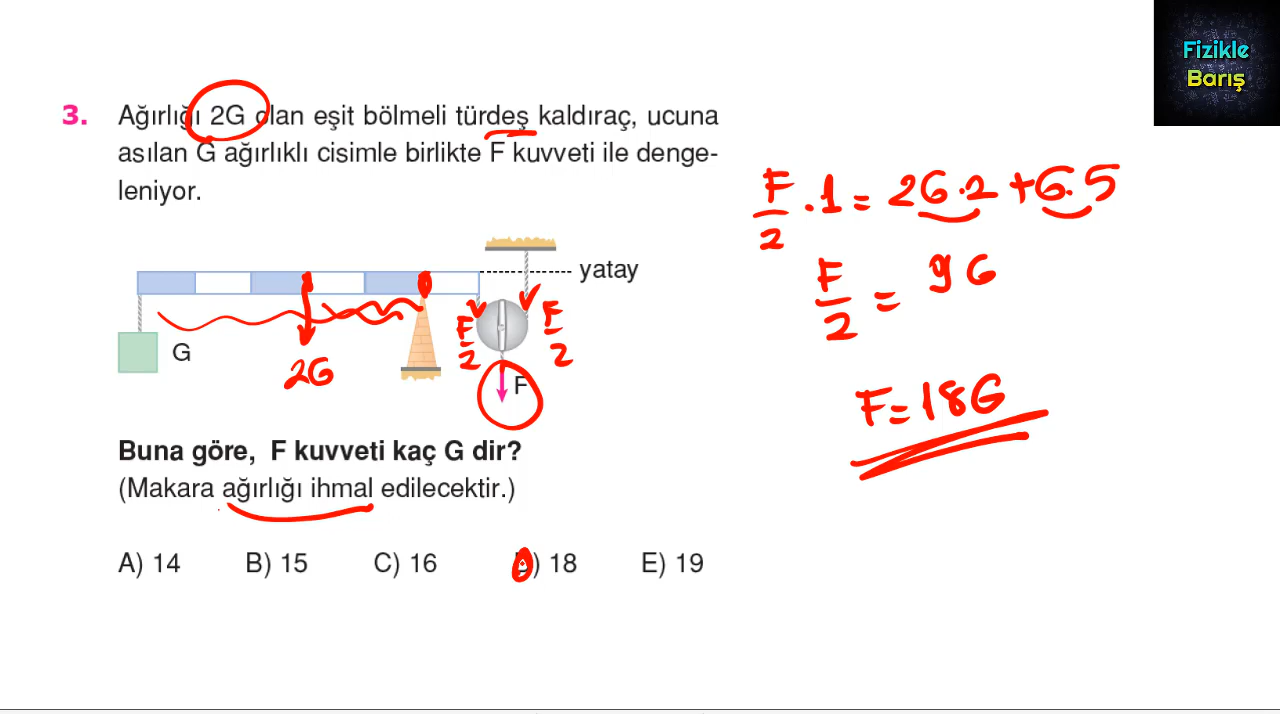 Fizikle
Barış
3. Ağırlığı 2G olan eşit bölmeli türdeş kaldıraç, ucuna
asılan G ağırlıklı cisimle birlikte F kuvveti ile denge-
leniyor.
F/2 . 1 = 2G.2 + G.5
yatay
F/2 = 9G
G
2G
F/2
F/2
F
F = 18G
Buna göre, F kuvveti kaç G dir?
(Makara ağırlığı ihmal edilecektir.)
A) 14 B) 15 C) 16 D) 18 E) 19